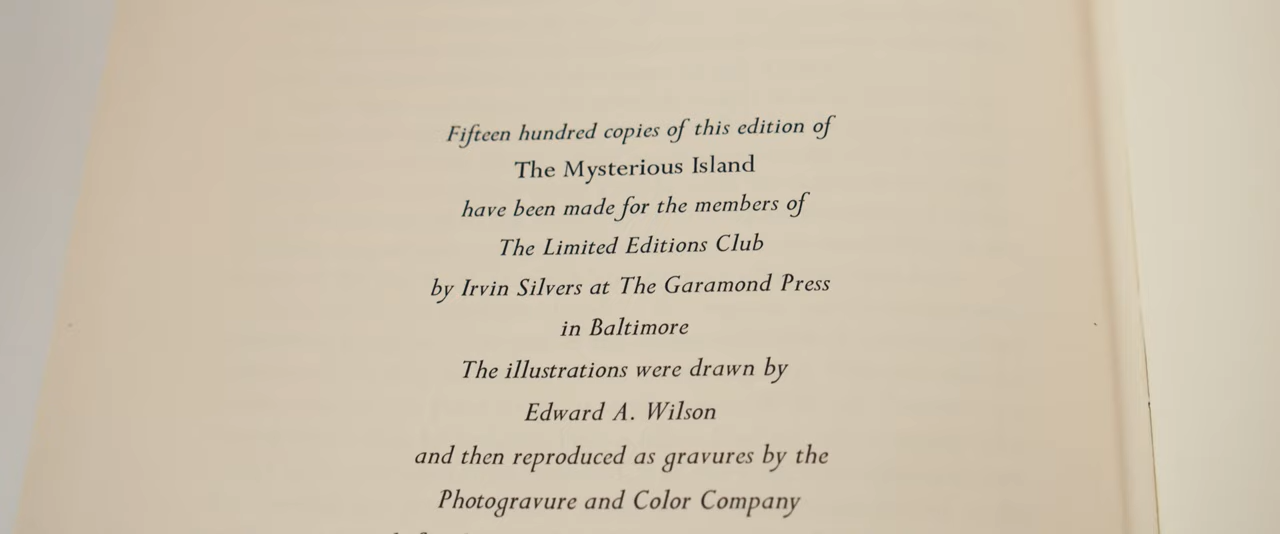 Fifteen hundred copies of this edition of
The Mysterious Island
have been made for the members of
The Limited Editions Club
by Irvin Silvers at The Garamond Press
in Baltimore
The illustrations were drawn by
Edward A. Wilson
and then reproduced as gravures by the
Photogravure and Color Company